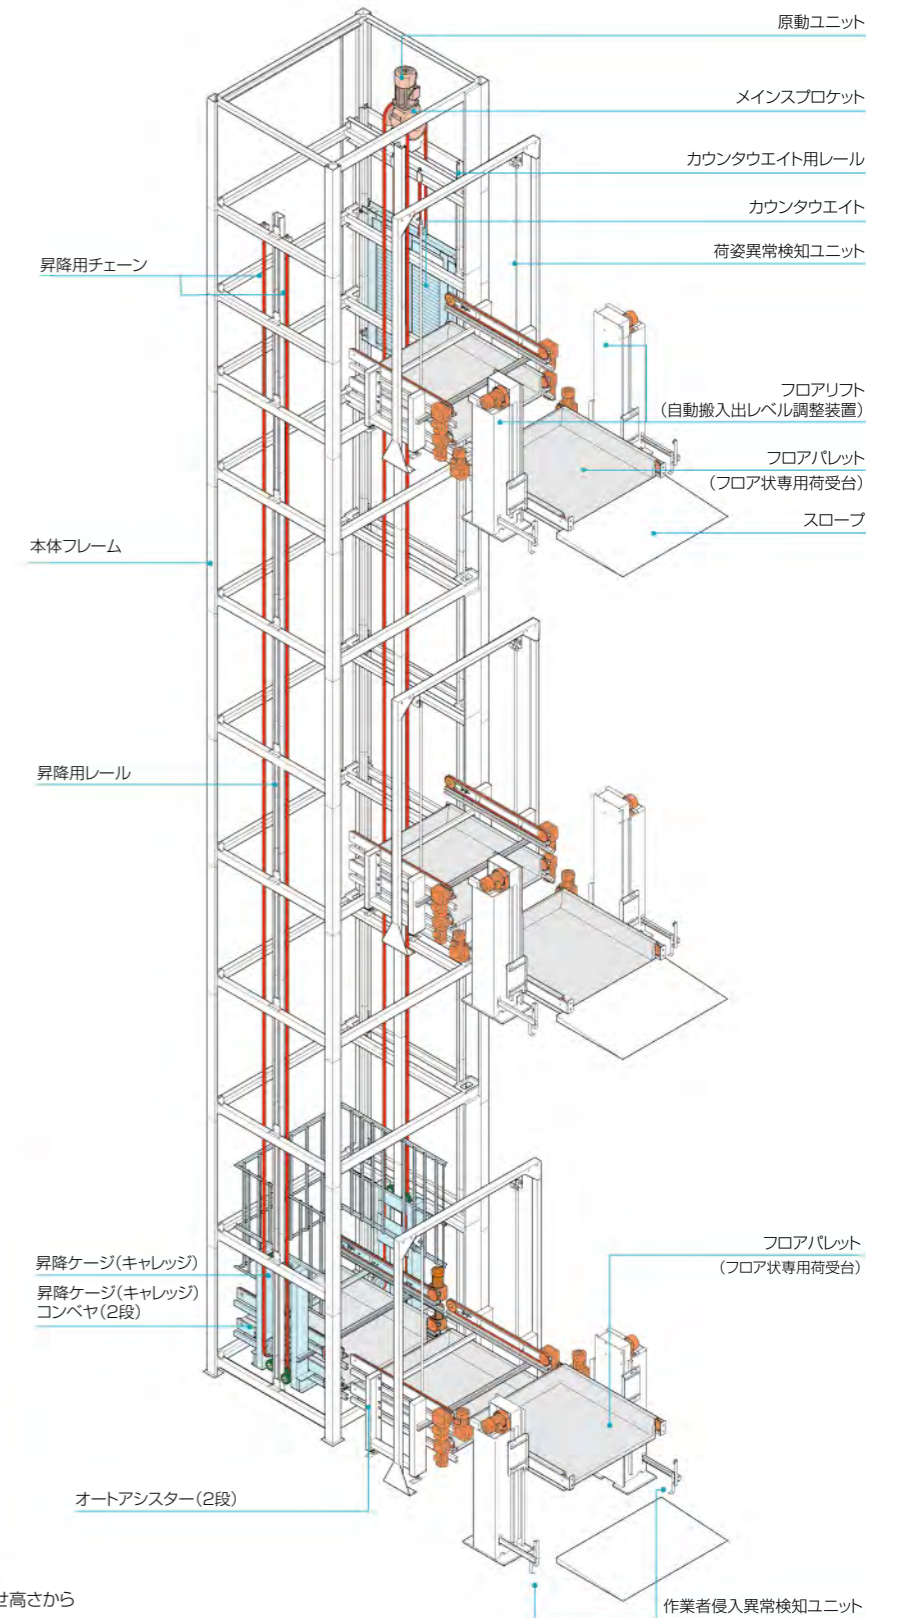 原動ユニット
メインスプロケット
カウンタウエイト用レール
カウンタウエイト
荷姿異常検知ユニット
昇降用チェーン
フロアリフト
（自動搬入出レベル調整装置）
フロアパレット
（フロア状専用荷受台）
スロープ
本体フレーム
昇降用レール
フロアパレット
（フロア状専用荷受台）
昇降ケージ（キャレッジ）
昇降ケージ（キャレッジ）
コンベヤ（2段）
オートアシスター（2段）
せ高さから
作業者侵入異常検知ユニット